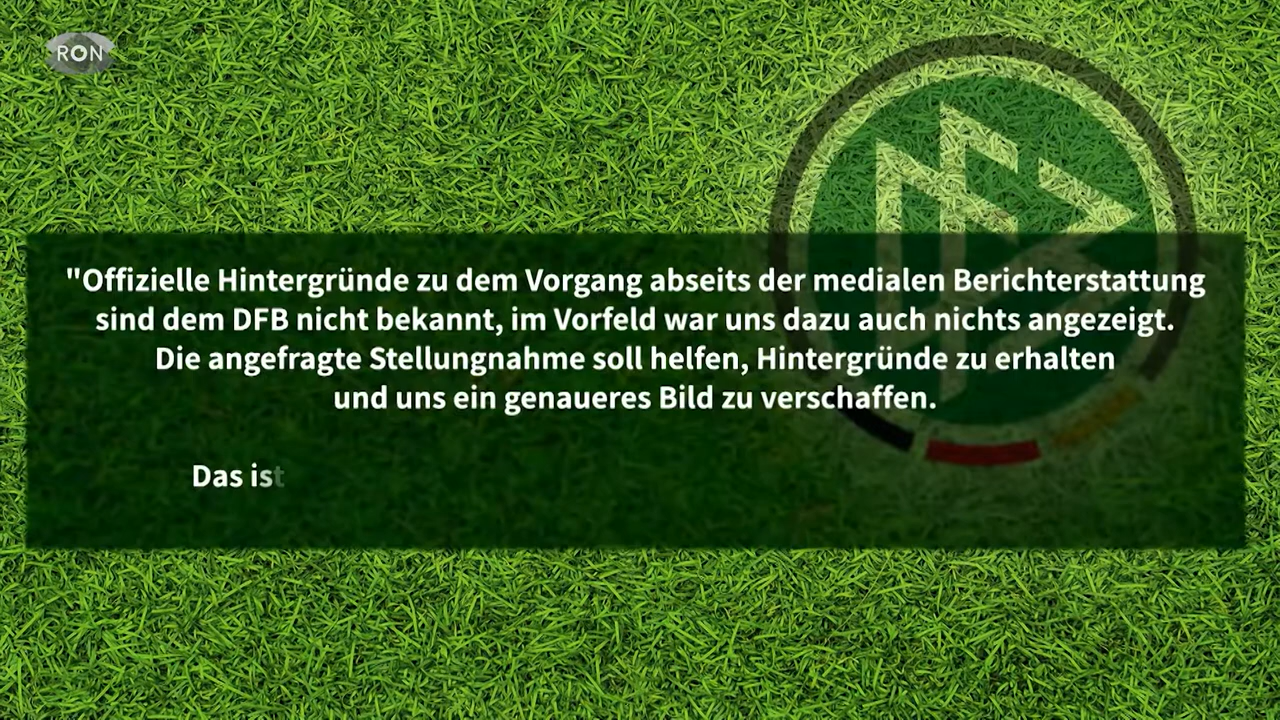 RON
"Offizielle Hintergründe zu dem Vorgang abseits der medialen Berichterstattung
sind dem DFB nicht bekannt, im Vorfeld war uns dazu auch nichts angezeigt.
Die angefragte Stellungnahme soll helfen, Hintergründe zu erhalten
und uns ein genaueres Bild zu verschaffen.
Das ist